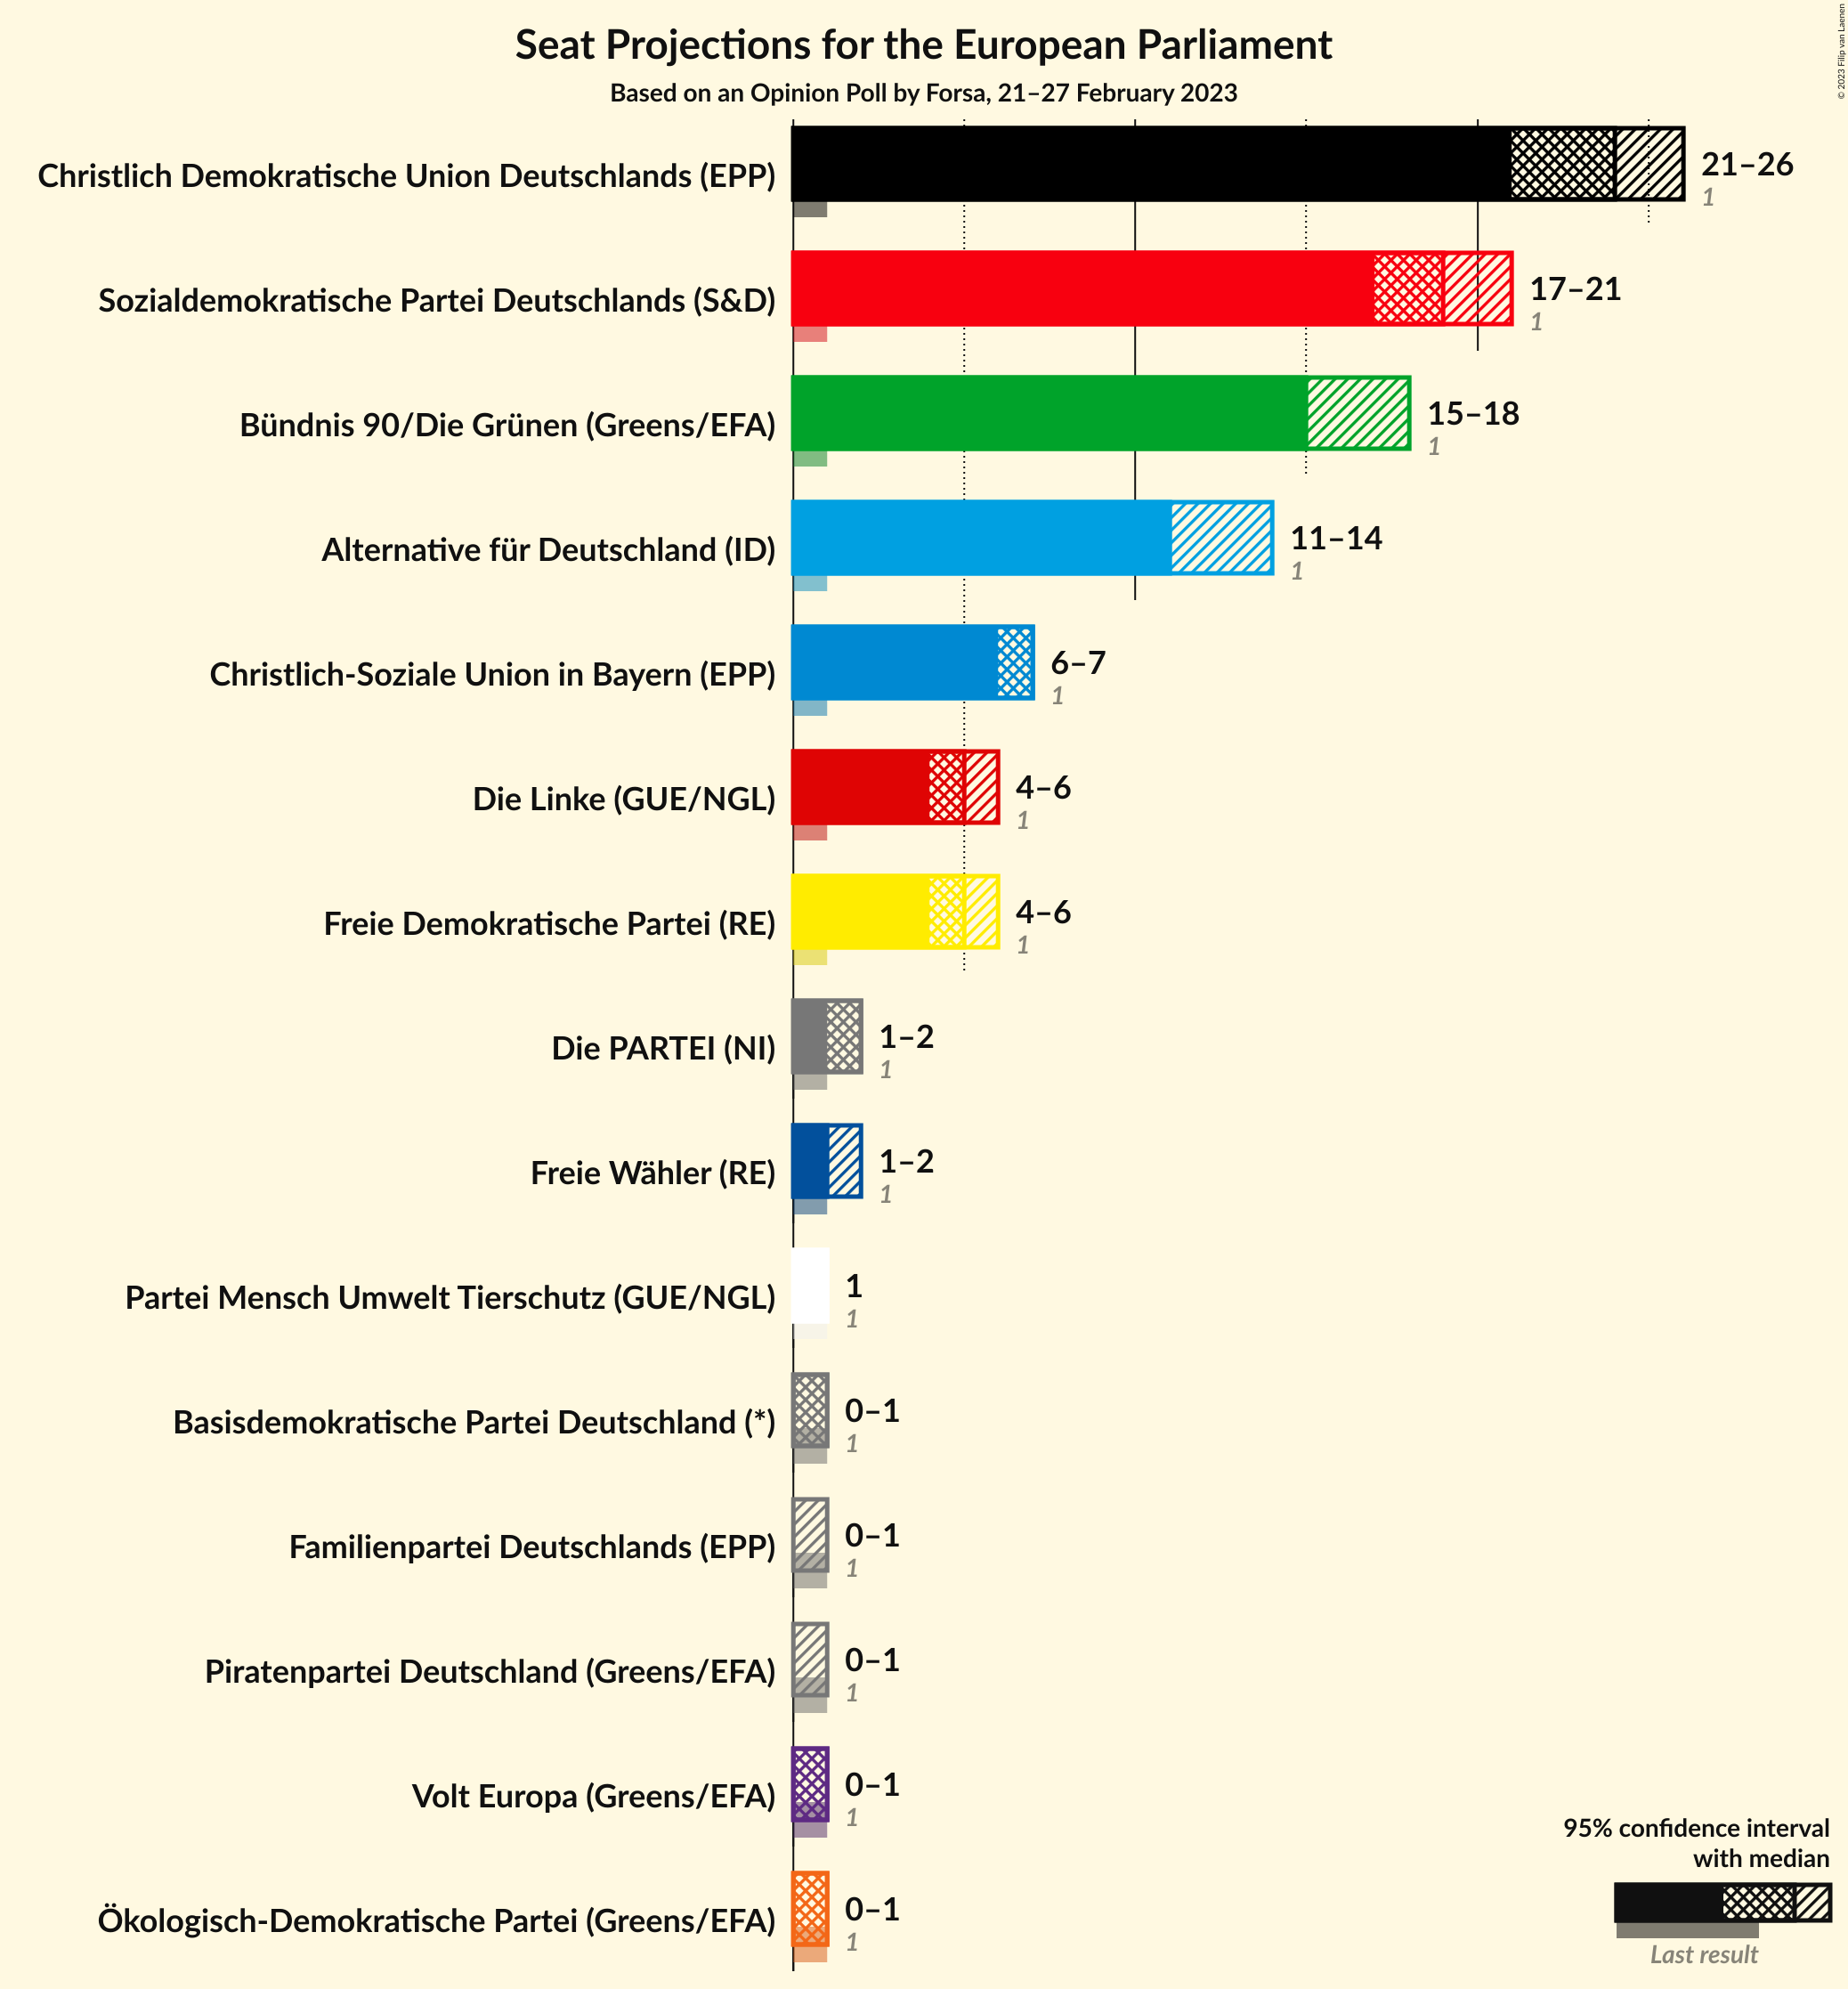 Seat Projections for the European Parliament
Based on an Opinion Poll by Forsa, 21–27 February 2023
© 2023 Filip van Laenen
Christlich Demokratische Union Deutschlands (EPP)
21–26
1
Sozialdemokratische Partei Deutschlands (S&D)
17–21
1
Bündnis 90/Die Grünen (Greens/EFA)
15–18
1
Alternative für Deutschland (ID)
11–14
1
Christlich-Soziale Union in Bayern (EPP)
6–7
1
Die Linke (GUE/NGL)
4–6
1
Freie Demokratische Partei (RE)
4–6
1
Die PARTEI (NI)
1–2
1
Freie Wähler (RE)
1–2
1
Partei Mensch Umwelt Tierschutz (GUE/NGL)
1
1
Basisdemokratische Partei Deutschland (*)
0–1
1
Familienpartei Deutschlands (EPP)
0–1
1
Piratenpartei Deutschland (Greens/EFA)
0–1
1
Volt Europa (Greens/EFA)
0–1
1
Ökologisch-Demokratische Partei (Greens/EFA)
0–1
1
95% confidence interval
with median
Last result